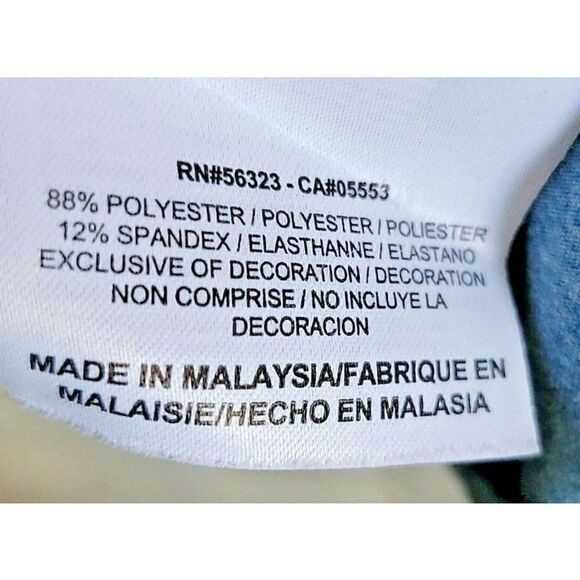 RN#56323 - CA#05553
88% POLYESTER / POLYESTER / POLIESTER
12% SPANDEX / ELASTHANNE / ELASTANO
EXCLUSIVE OF DECORATION / DECORATION
NON COMPRISE / NO INCLUYE LA
DECORACION
MADE IN MALAYSIA/FABRIQUE EN
MALAISIE/HECHO EN MALASIA